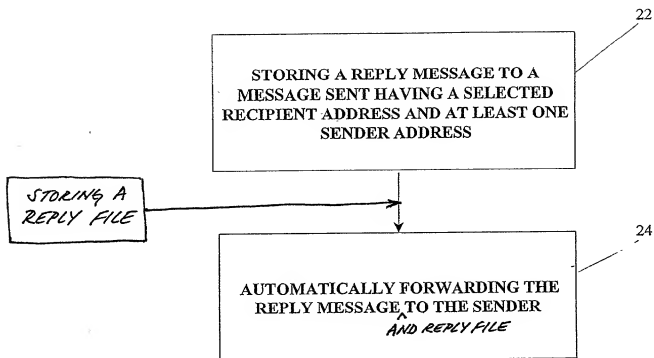 22
STORING A REPLY MESSAGE TO A
MESSAGE SENT HAVING A SELECTED
RECIPIENT ADDRESS AND AT LEAST ONE
SENDER ADDRESS
STORING A
REPLY FILE
24
AUTOMATICALLY FORWARDING THE
REPLY MESSAGE TO THE SENDER
AND REPLY FILE